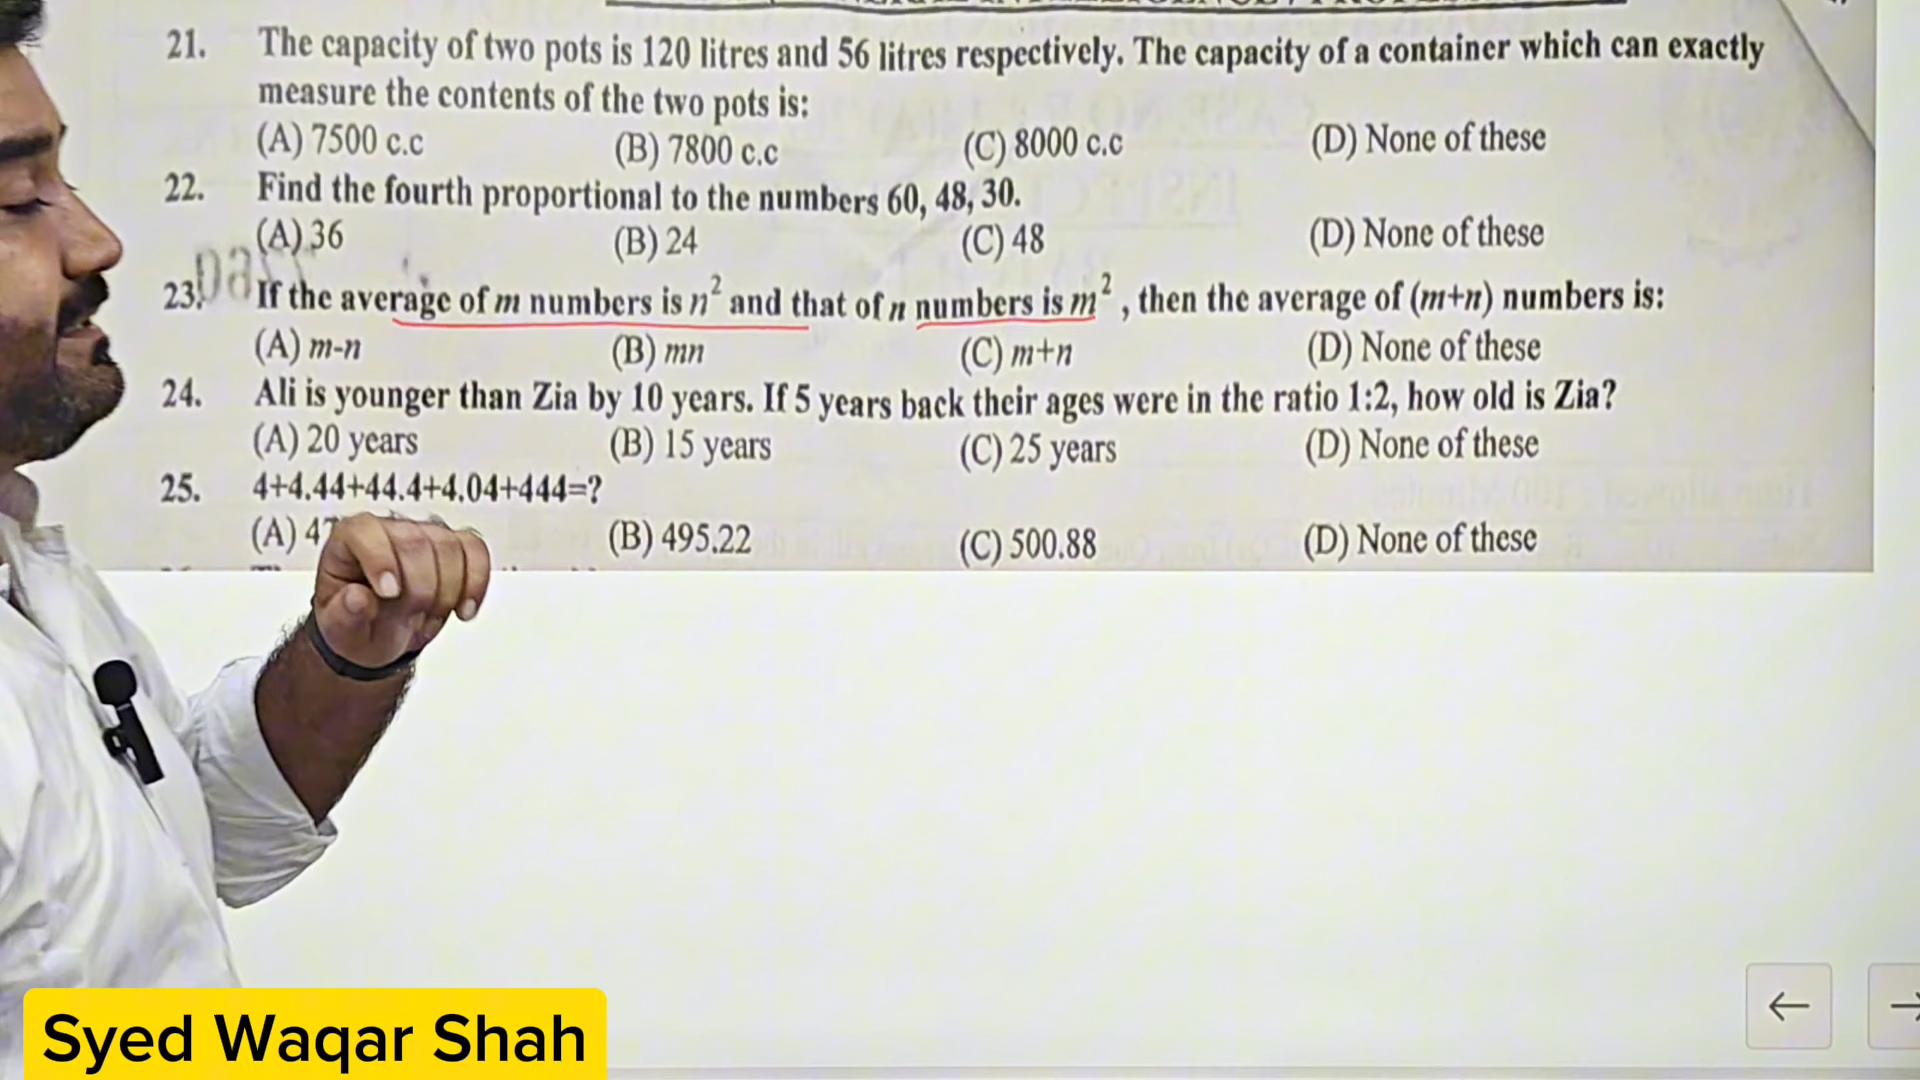 21. The capacity of two pots is 120 litres and 56 litres respectively. The capacity of a container which can exactly
measure the contents of the two pots is:
(A) 7500 c.c (B) 7800 c.c (C) 8000 c.c (D) None of these
22. Find the fourth proportional to the numbers 60, 48, 30.
(A) 36 (B) 24 (C) 48 (D) None of these
23. If the average of m numbers is n² and that of n numbers is m², then the average of (m+n) numbers is:
(A) m-n (B) mn (C) m+n (D) None of these
24. Ali is younger than Zia by 10 years. If 5 years back their ages were in the ratio 1:2, how old is Zia?
(A) 20 years (B) 15 years (C) 25 years (D) None of these
25. 4+4.44+44.4+4.04+444=?
(A) (B) 495.22 (C) 500.88 (D) None of these
Syed Waqar Shah